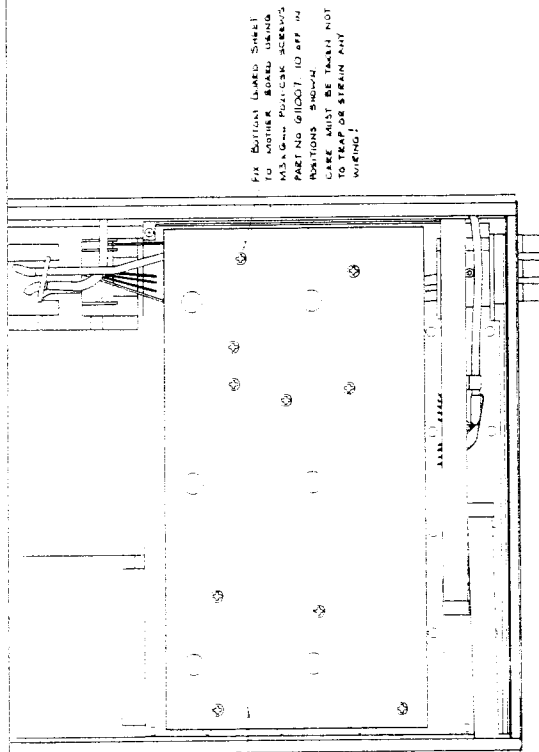 FIX BOTTOM GUARD SHEET
TO MOTHER BOARD USING
M3 x 6mm POZI CSK SCREWS
PART NO 611007. 10 OFF IN
POSITIONS SHOWN.
CARE MUST BE TAKEN NOT
TO TRAP OR STRAIN ANY
WIRING!